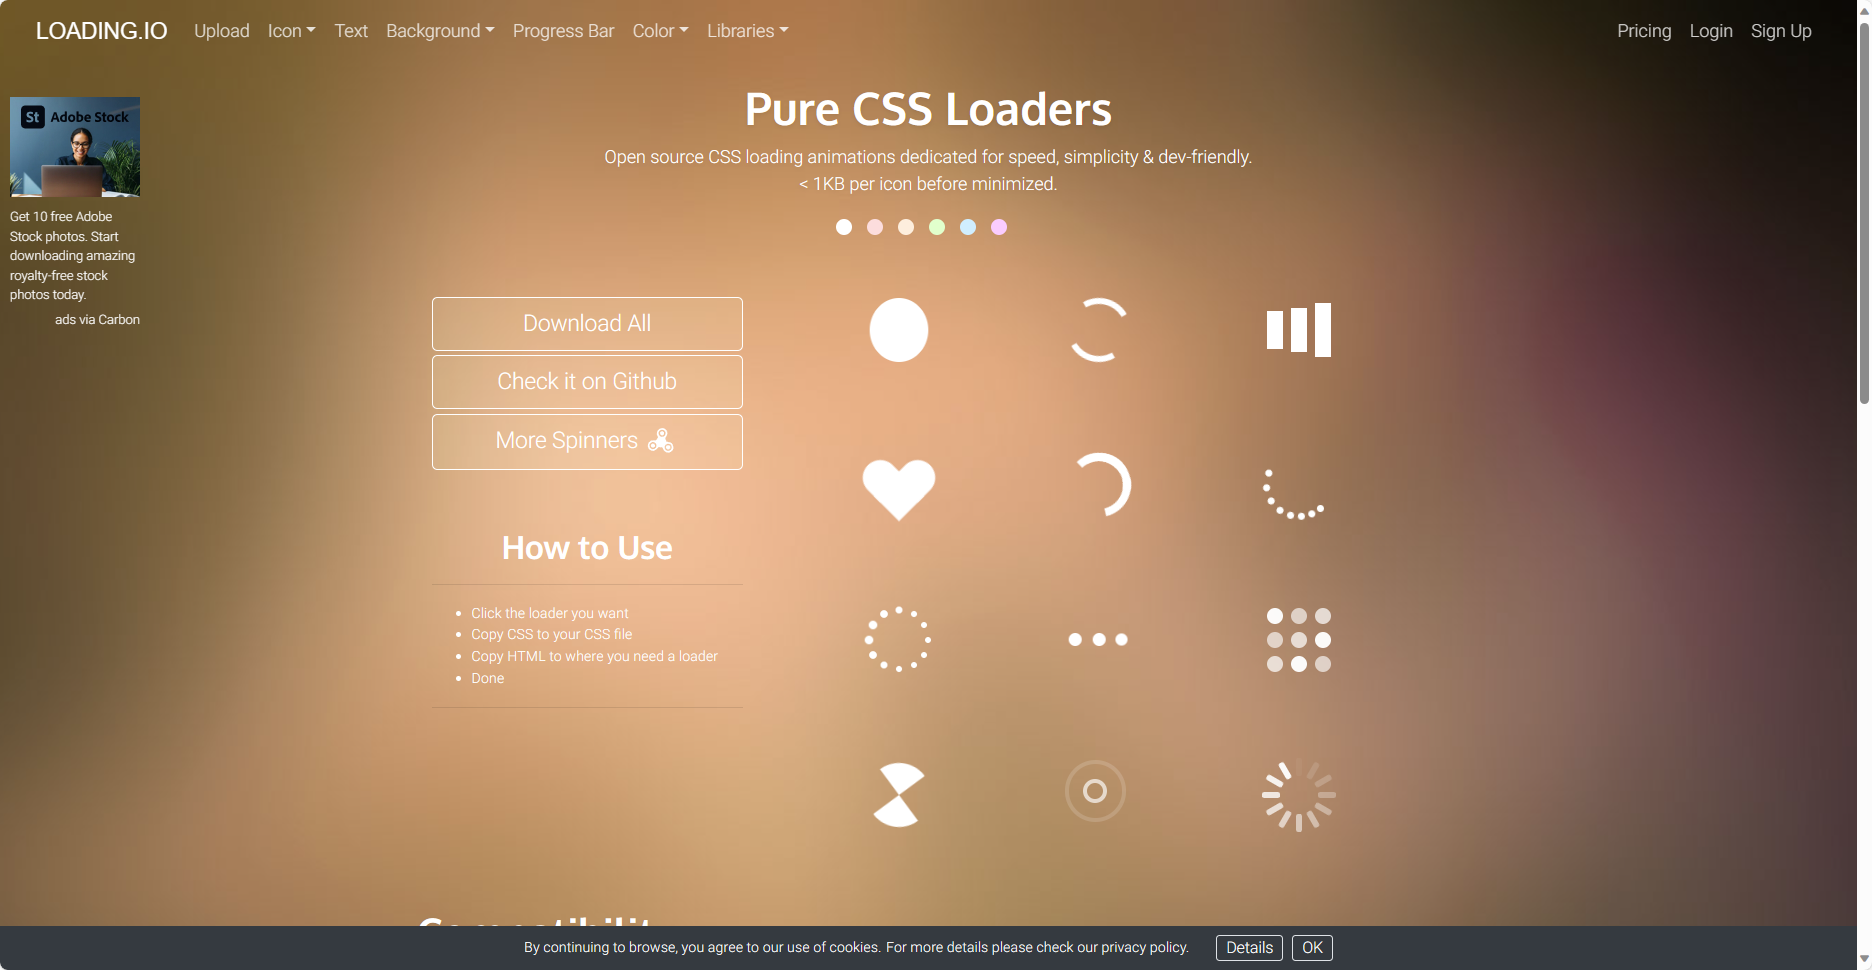 LOADING.IO Upload Icon Text Background Progress Bar Color Libraries Pricing Login Sign Up
St Adobe Stock
Get 10 free Adobe
Stock photos. Start
downloading amazing
royalty-free stock
photos today.
ads via Carbon
Pure CSS Loaders
Open source CSS loading animations dedicated for speed, simplicity & dev-friendly.
< 1KB per icon before minimized.
Download All
Check it on Github
More Spinners
How to Use
Click the loader you want
Copy CSS to your CSS file
Copy HTML to where you need a loader
Done
By continuing to browse, you agree to our use of cookies. For more details please check our privacy policy. Details OK